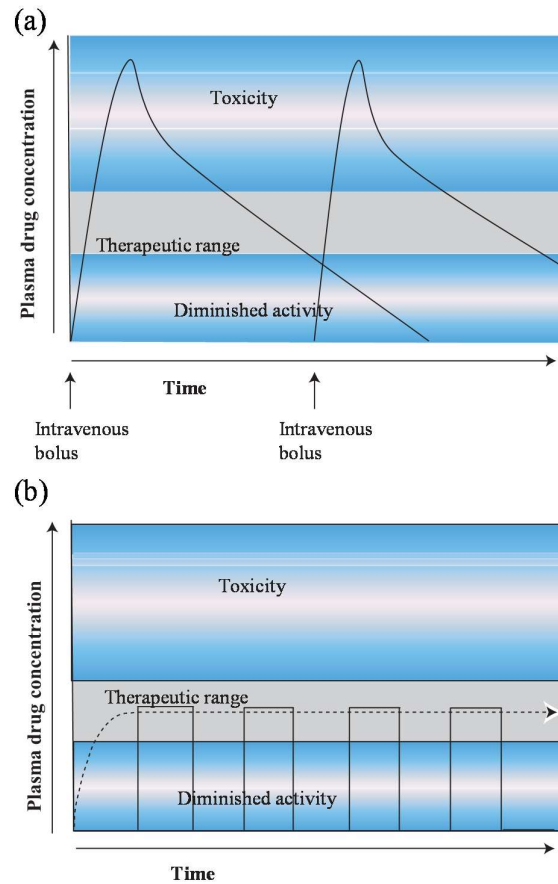 (a)
Plasma drug concentration
Toxicity
Therapeutic range
Diminished activity
Time
Intravenous
bolus
Intravenous
bolus
(b)
Plasma drug concentration
Toxicity
Therapeutic range
Diminished activity
Time